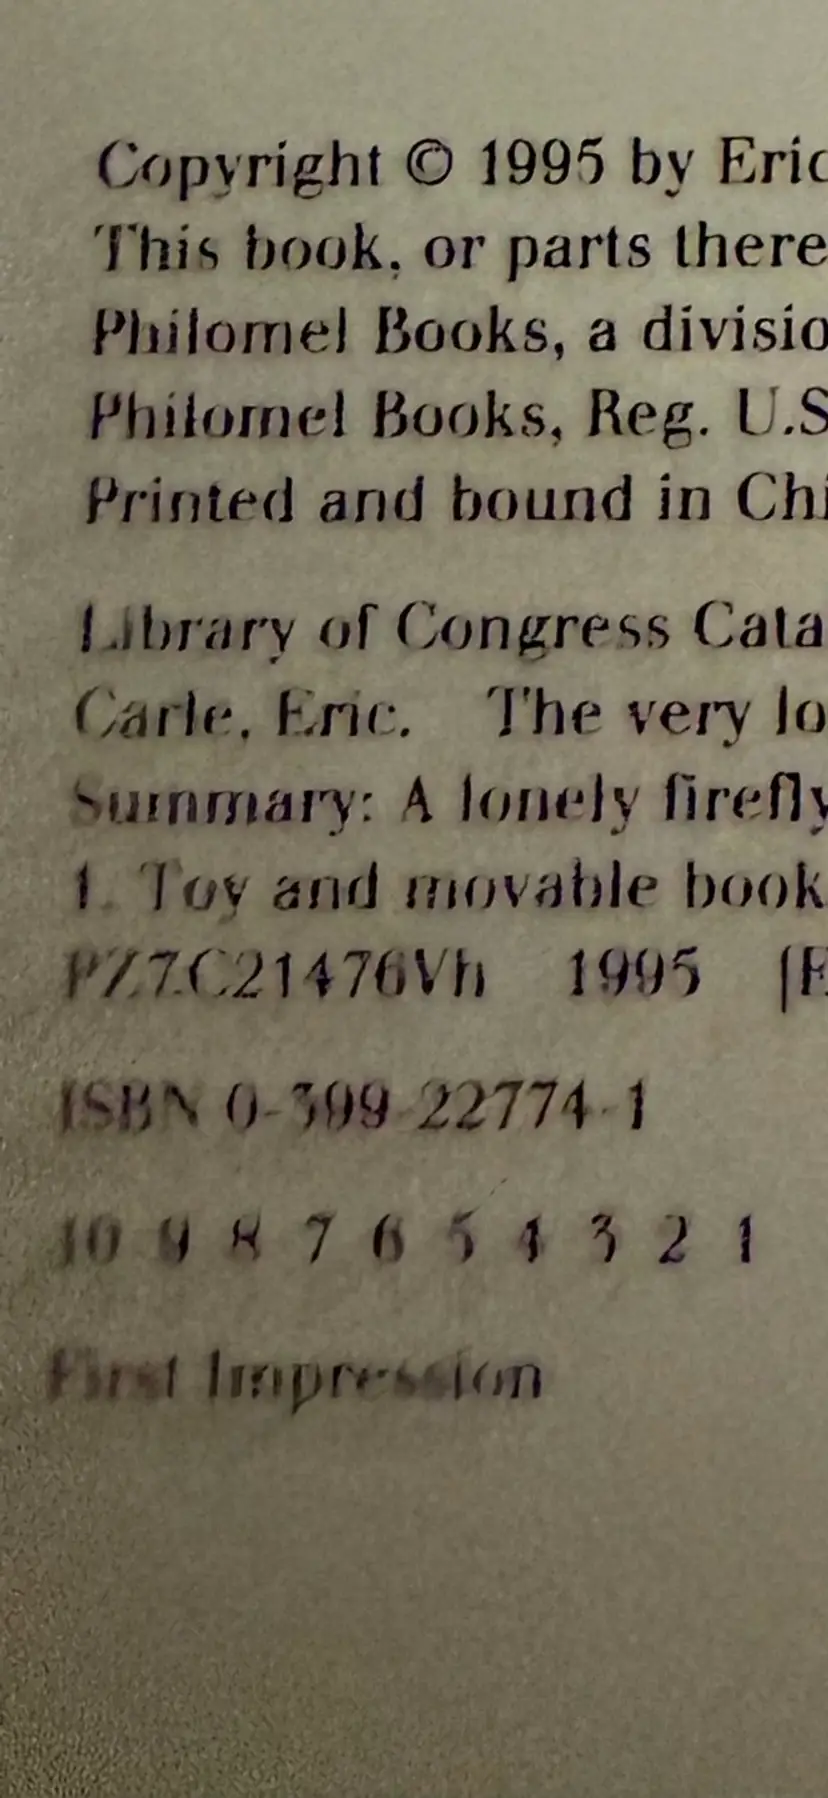 Copyright © 1995 by Eric
This book, or parts there
Philomel Books, a divisio
Philomel Books, Reg. U.S
Printed and bound in Chi
Library of Congress Cata
Carle, Eric. The very lo
Summary: A lonely firefly
1. Toy and movable book
PZ7.C21476Vh 1995 [E
ISBN 0-399-22774-1
10 9 8 7 6 5 4 3 2 1
First Impression